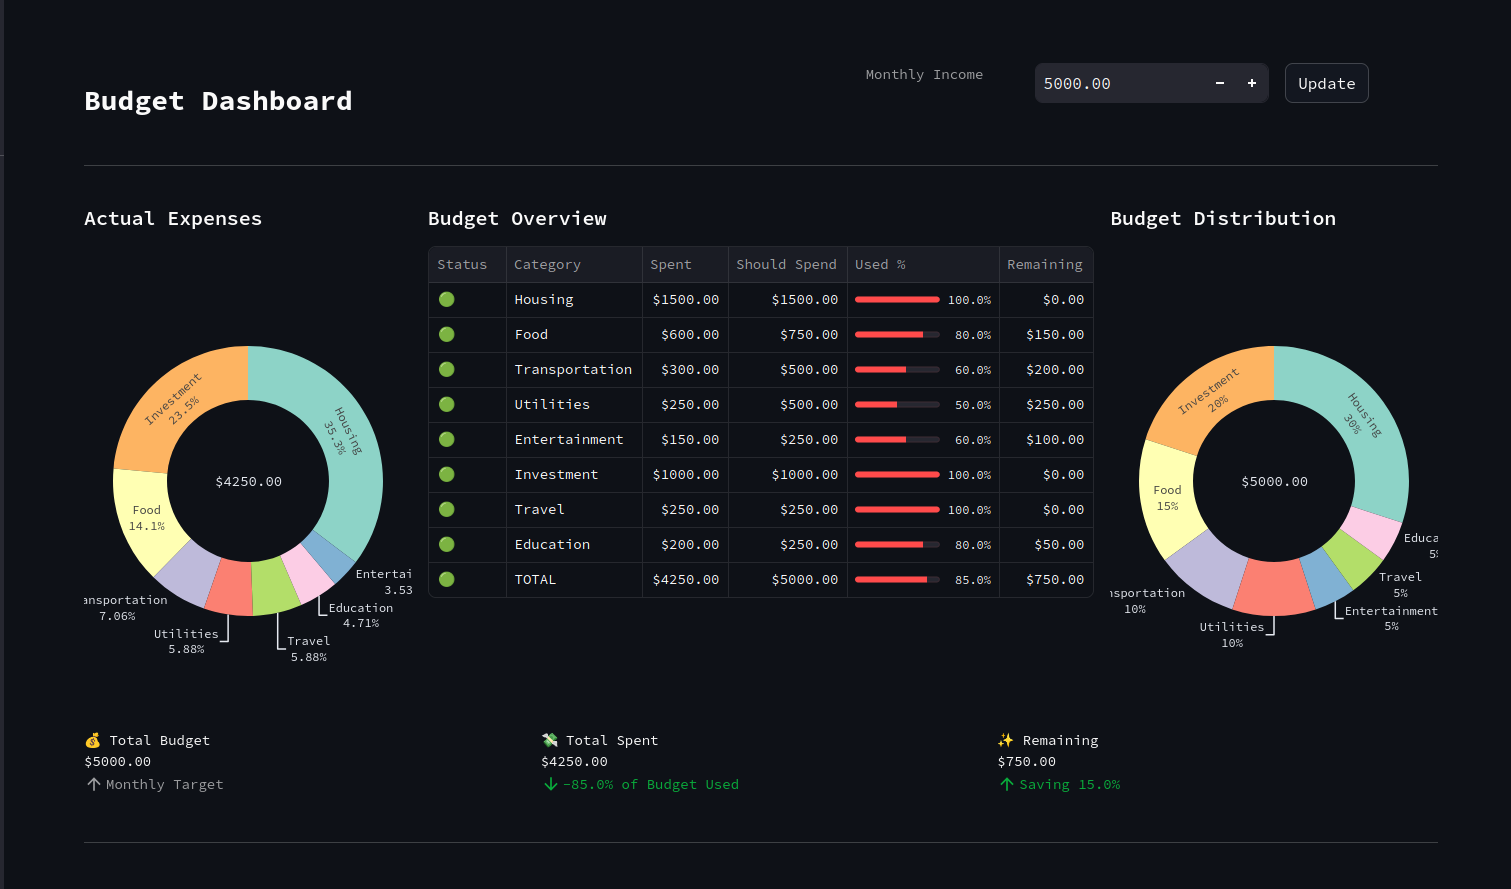 Budget Dashboard
Monthly Income
5000.00
- +
Update
Actual Expenses
Housing
35.3%
Investment
23.5%
Food
14.1%
ansportation
7.06%
Utilities
5.88%
Travel
5.88%
Education
4.71%
Entertai
3.53
$4250.00
Budget Overview
Status Category Spent Should Spend Used % Remaining
Housing $1500.00 $1500.00 100.0% $0.00
Food $600.00 $750.00 80.0% $150.00
Transportation $300.00 $500.00 60.0% $200.00
Utilities $250.00 $500.00 50.0% $250.00
Entertainment $150.00 $250.00 60.0% $100.00
Investment $1000.00 $1000.00 100.0% $0.00
Travel $250.00 $250.00 100.0% $0.00
Education $200.00 $250.00 80.0% $50.00
TOTAL $4250.00 $5000.00 85.0% $750.00
Budget Distribution
Housing
30%
Investment
20%
Food
15%
nsportation
10%
Utilities
10%
Entertainment
5%
Travel
5%
Educa
5%
$5000.00
Total Budget
$5000.00
Monthly Target
Total Spent
$4250.00
-85.0% of Budget Used
Remaining
$750.00
Saving 15.0%